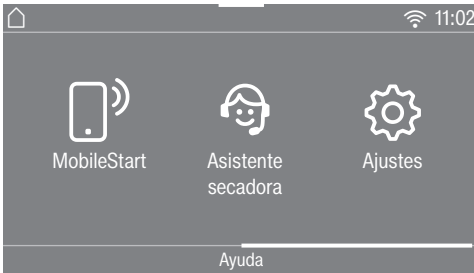 11:02
MobileStart
Asistente
secadora
Ajustes
Ayuda